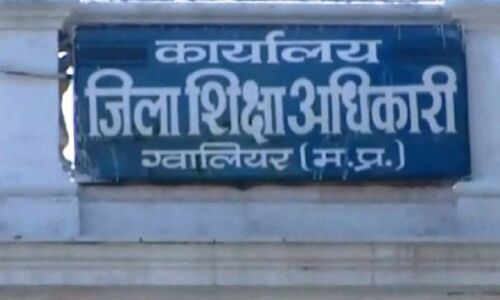 कार्यालय
जिला शिक्षा अधिकारी
ग्वालियर (म.प्र.)